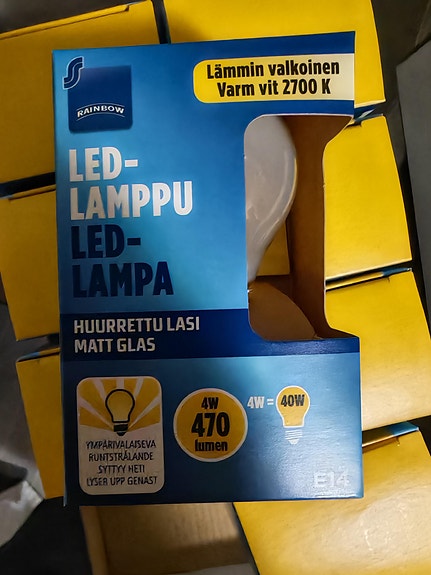 Lämmin valkoinen
Varm vit 2700 K
RAINBOW
LED-
LAMPPU
LED-
LAMPA
HUURRETTU LASI
MATT GLAS
YMPÄRIVALAISEVA
RUNTSTRÅLANDE
SYTTYY HETI
LYSER UPP GENAST
4W
470
lumen
4W = 40W
E14